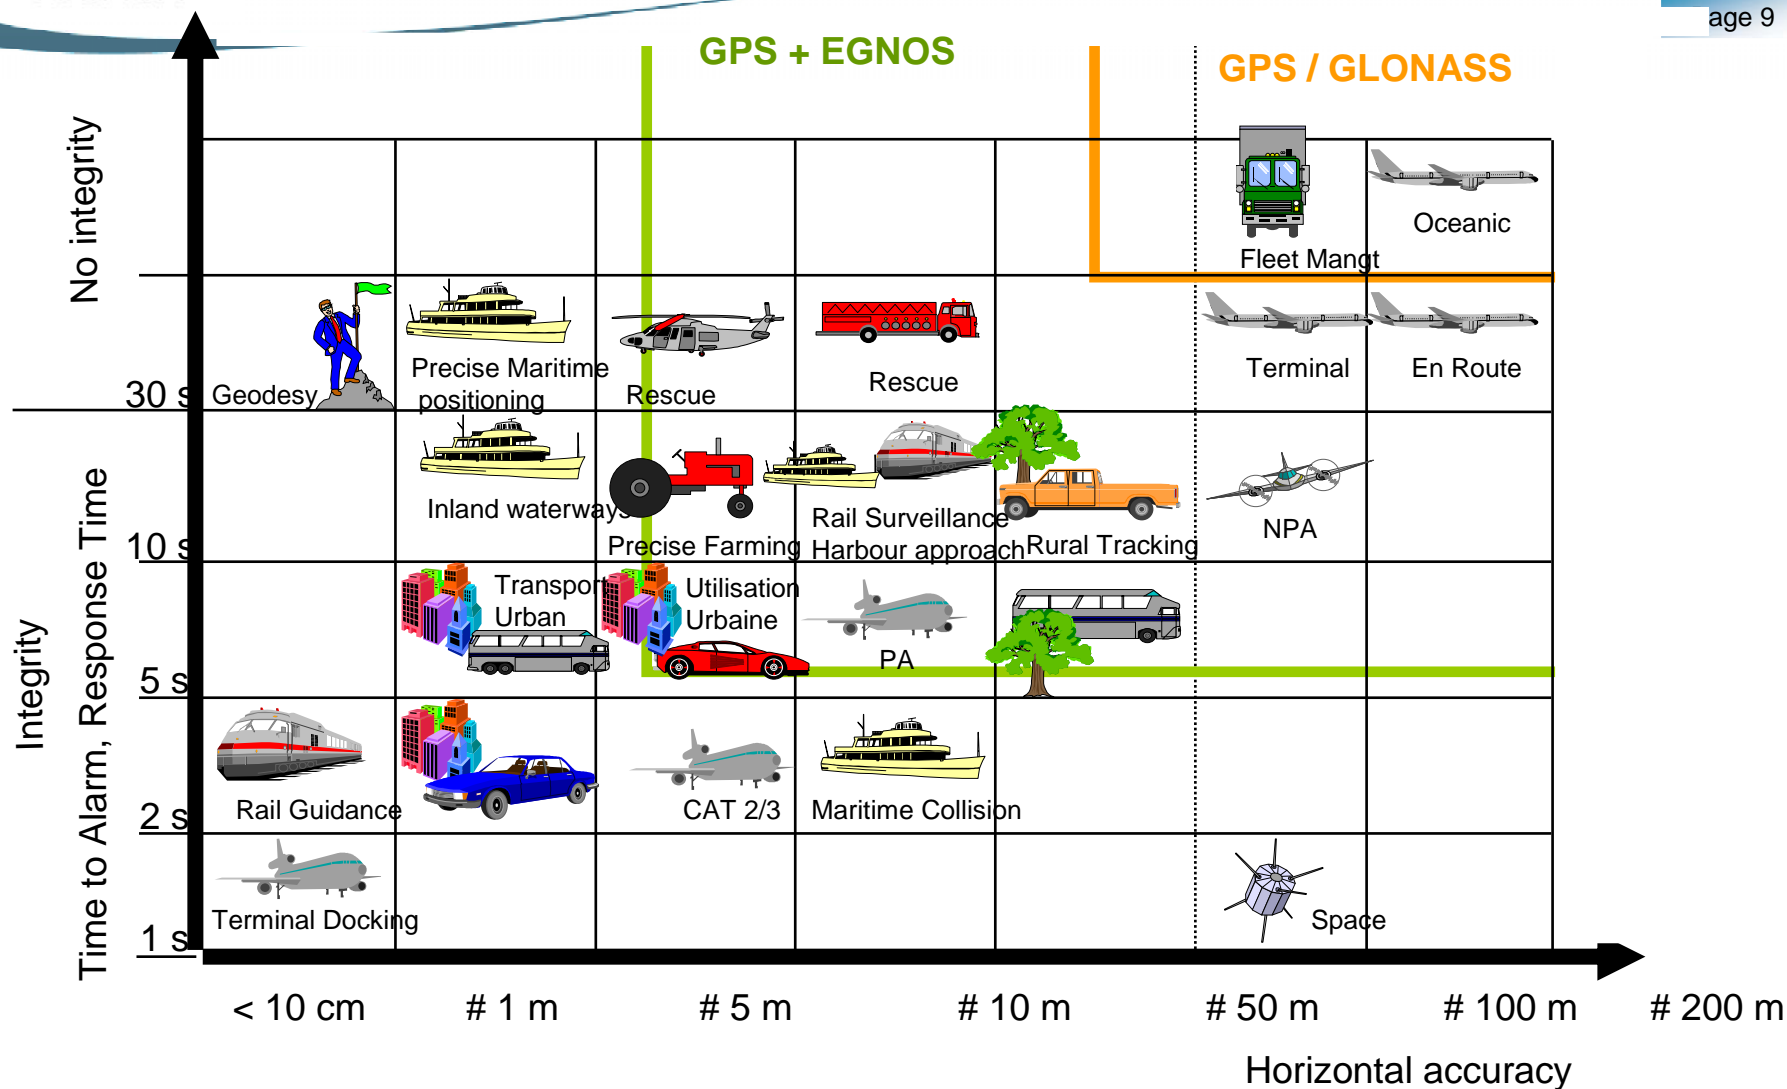 age 9
GPS + EGNOS
GPS / GLONASS
No integrity
Oceanic
Fleet Mangt
Geodesy
Precise Maritime
positioning
Rescue
Rescue
Terminal
En Route
30 s
Inland waterways
Precise Farming
Rail Surveillance
Harbour approach
Rural Tracking
NPA
10 s
Transport
Urban
Utilisation
Urbaine
PA
5 s
Integrity
Time to Alarm, Response Time
Rail Guidance
CAT 2/3
Maritime Collision
2 s
Terminal Docking
Space
1 s
< 10 cm
# 1 m
# 5 m
# 10 m
# 50 m
# 100 m
# 200 m
Horizontal accuracy